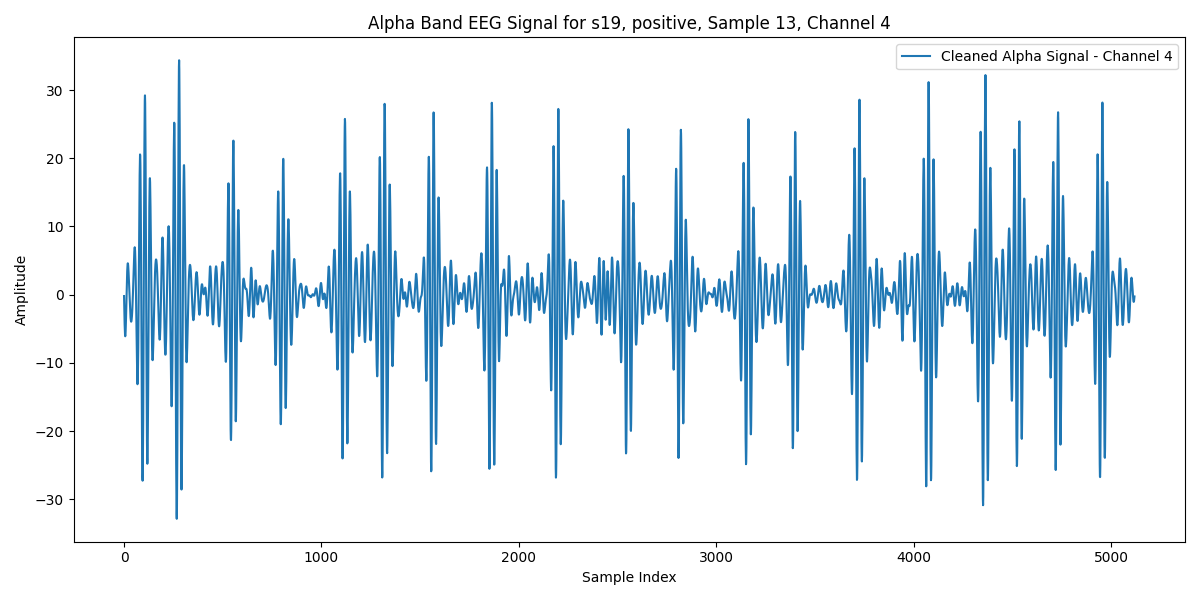 Alpha Band EEG Signal for s19, positive, Sample 13, Channel 4
Cleaned Alpha Signal - Channel 4
Amplitude
30
20
10
0
−10
−20
−30
0 1000 2000 3000 4000 5000
Sample Index